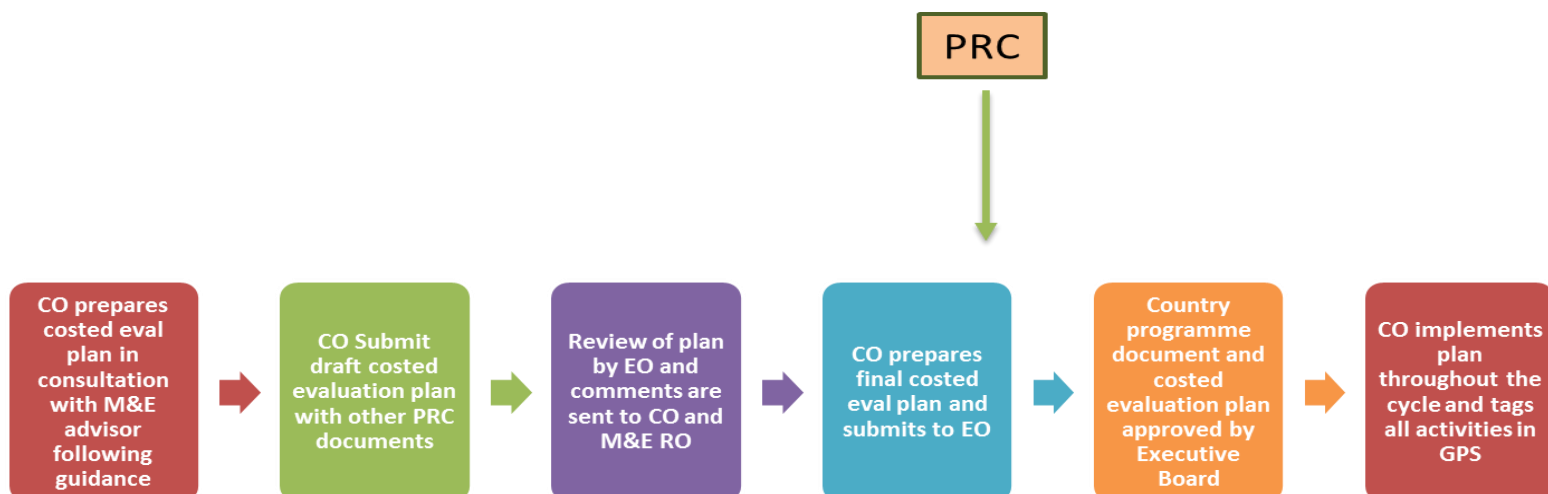 PRC
CO prepares
costed eval
plan in
consultation
with M&E
advisor
following
guidance
CO Submit
draft costed
evaluation plan
with other PRC
documents
Review of plan
by EO and
comments are
sent to CO and
M&E RO
CO prepares
final costed
eval plan and
submits to EO
Country
programme
document and
costed
evaluation plan
approved by
Executive
Board
CO implements
plan
throughout the
cycle and tags
all activities in
GPS